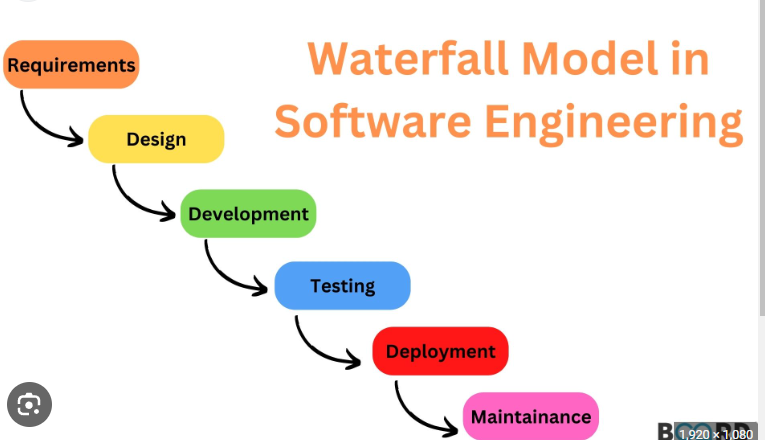 Waterfall Model in
Software Engineering
Requirements
Design
Development
Testing
Deployment
Maintainance
1,920 × 1,080